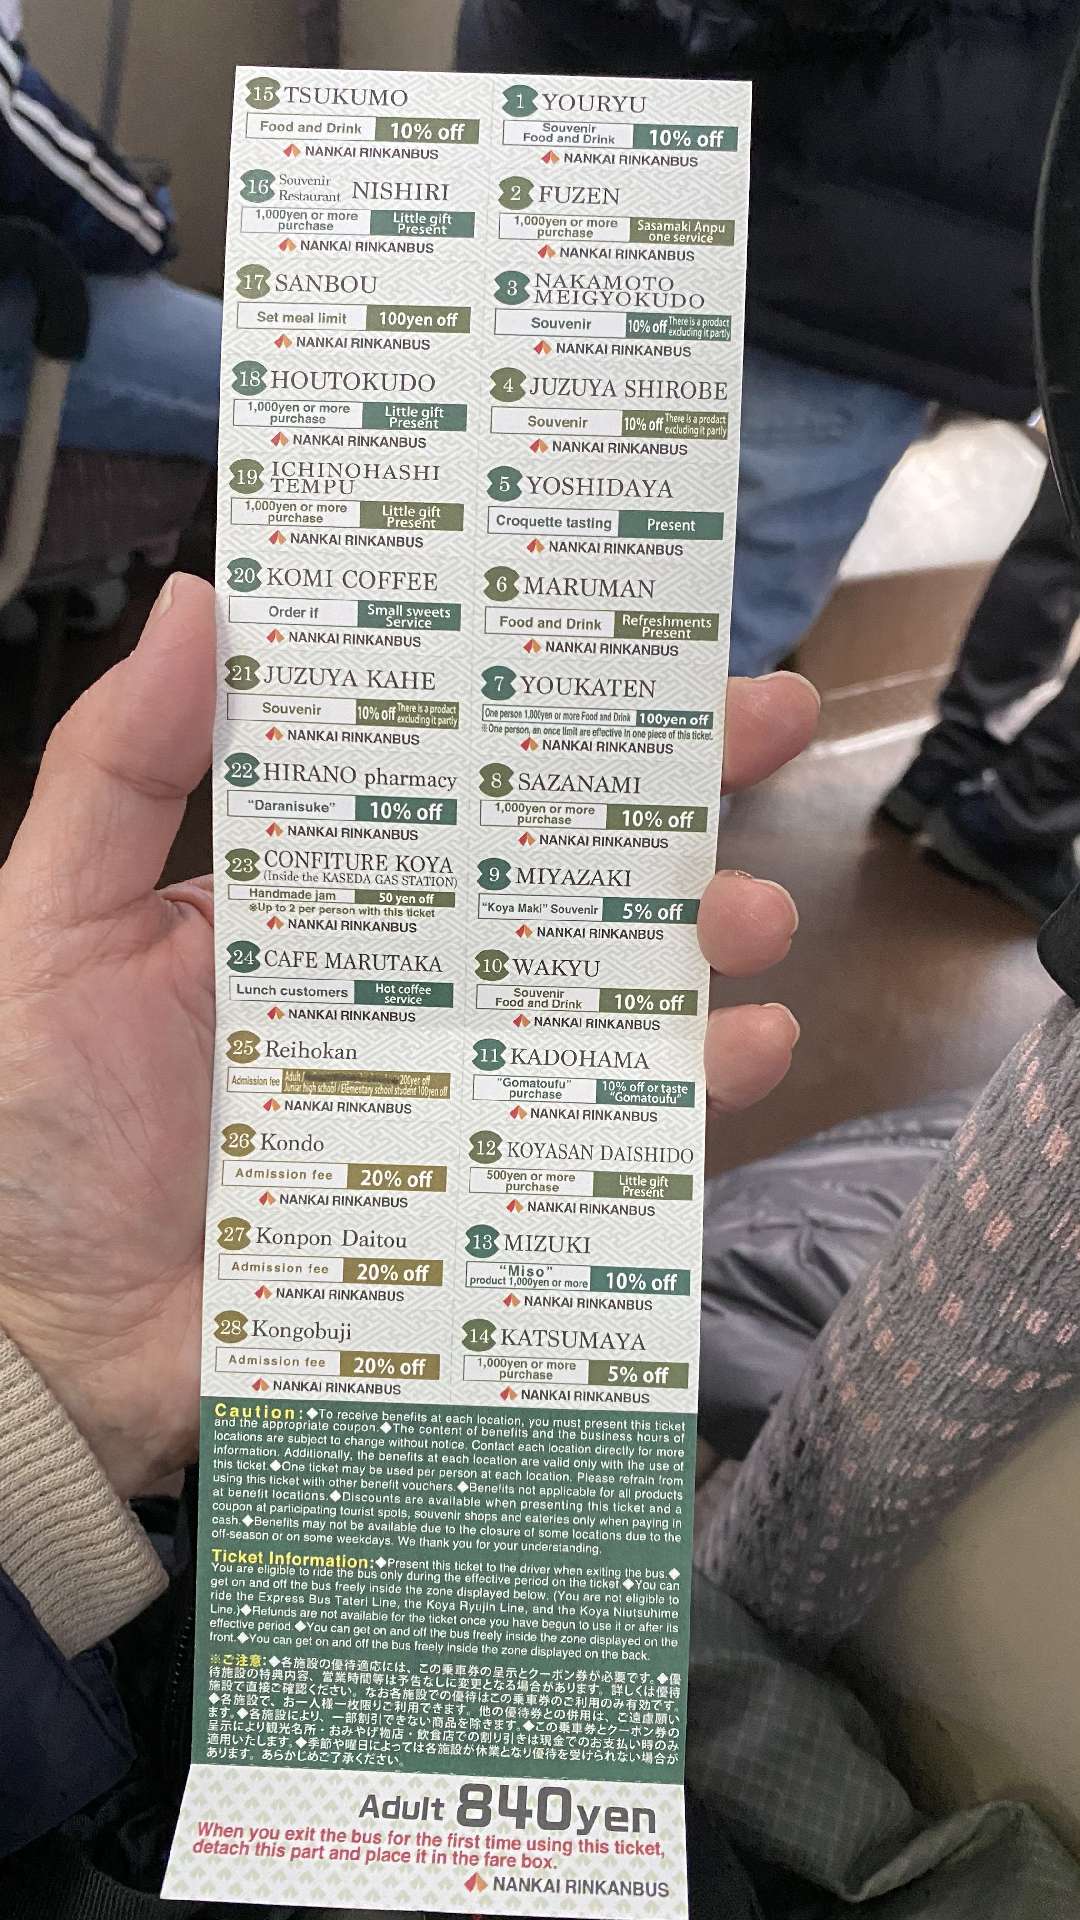 15 TSUKUMO
Food and Drink 10% off
NANKAI RINKANBUS
16 Souvenir
Restaurant NISHIRI
1,000yen or more
purchase
Little gift
Present
NANKAI RINKANBUS
17 SANBOU
Set meal limit 100yen off
NANKAI RINKANBUS
18 HOUTOKUDO
1,000yen or more
purchase
Little gift
Present
NANKAI RINKANBUS
19 ICHINOHASHI
TEMPU
1,000yen or more
purchase
Little gift
Present
NANKAI RINKANBUS
20 KOMI COFFEE
Order if
Small sweets
Service
NANKAI RINKANBUS
21 JUZUYA KAHE
Souvenir
10% off There is a prodact
excluding it partly
NANKAI RINKANBUS
22 HIRANO pharmacy
"Daranisuke" 10% off
NANKAI RINKANBUS
23 CONFITURE KOYA
(Inside the KASEDA GAS STATION)
Handmade jam 50 yen off
※Up to 2 per person with this ticket
NANKAI RINKANBUS
24 CAFE MARUTAKA
Lunch customers
Hot coffee
service
NANKAI RINKANBUS
25 Reihokan
Admission fee
Adult / 200yer off
Juniar high school / Elementary school student 100yen off
NANKAI RINKANBUS
26 Kondo
Admission fee 20% off
NANKAI RINKANBUS
27 Konpon Daitou
Admission fee 20% off
NANKAI RINKANBUS
28 Kongobuji
Admission fee 20% off
NANKAI RINKANBUS
1 YOURYU
Souvenir
Food and Drink
10% off
NANKAI RINKANBUS
2 FUZEN
1,000yen or more
purchase
Sasamaki Anpu
one service
NANKAI RINKANBUS
3 NAKAMOTO
MEIGYOKUDO
Souvenir
10% off There is a prodact
excluding it partly
NANKAI RINKANBUS
4 JUZUYA SHIROBE
Souvenir
10% off There is a prodact
excluding it partly
NANKAI RINKANBUS
5 YOSHIDAYA
Croquette tasting Present
NANKAI RINKANBUS
6 MARUMAN
Food and Drink
Refreshments
Present
NANKAI RINKANBUS
7 YOUKATEN
One person 1,000yen or more Food and Drink 100yen off
※One person, an once limit are effective in one piece of this ticket.
NANKAI RINKANBUS
8 SAZANAMI
1,000yen or more
purchase
10% off
NANKAI RINKANBUS
9 MIYAZAKI
"Koya Maki" Souvenir 5% off
NANKAI RINKANBUS
10 WAKYU
Souvenir
Food and Drink
10% off
NANKAI RINKANBUS
11 KADOHAMA
"Gomatoufu"
purchase
10% off or taste
"Gomatoufu"
NANKAI RINKANBUS
12 KOYASAN DAISHIDO
500yen or more
purchase
Little gift
Present
NANKAI RINKANBUS
13 MIZUKI
"Miso"
product 1,000yen or more
10% off
NANKAI RINKANBUS
14 KATSUMAYA
1,000yen or more
purchase
5% off
NANKAI RINKANBUS
Caution:◆To receive benefits at each location, you must present this ticket
and the appropriate coupon.◆The content of benefits and the business hours of
locations are subject to change without notice. Contact each location directly for more
information. Additionally, the benefits at each location are valid only with the use of
this ticket.◆One ticket may be used per person at each location. Please refrain from
using this ticket with other benefit vouchers.◆Benefits not applicable for all products
at benefit locations.◆Discounts are available when presenting this ticket and a
coupon at participating tourist spots, souvenir shops and eateries only when paying in
cash.◆Benefits may not be available due to the closure of some locations due to the
off-season or on some weekdays. We thank you for your understanding.
Ticket Information:◆Present this ticket to the driver when exiting the bus.◆
You are eligible to ride the bus only during the effective period on the ticket.◆You can
get on and off the bus freely inside the zone displayed below. (You are not eligible to
ride the Express Bus Tateri Line, the Koya Ryujin Line, and the Koya Niutsuhime
Line.)◆Refunds are not available for the ticket once you have begun to use it or after its
effective period.◆You can get on and off the bus freely inside the zone displayed on the
front.◆You can get on and off the bus freely inside the zone displayed on the back.
※ご注意:◆各施設の優待適応には、この乗車券の呈示とクーポン券が必要です。◆優
待施設の特典内容、営業時間等は予告なしに変更となる場合があります。詳しくは優待
施設で直接ご確認ください。なお各施設での優待はこの乗車券のご利用のみ有効です。
◆各施設で、お一人様一枚限りご利用できます。他の優待券との併用は、ご遠慮願い
ます。◆各施設により、一部割引できない商品を除きます。◆この乗車券とクーポン券の
呈示により観光名所・おみやげ物店・飲食店での割り引きは現金でのお支払い時のみ
適用いたします。◆季節や曜日によっては各施設が休業となり優待を受けられない場合が
あります。あらかじめご了承ください。
Adult 840yen
When you exit the bus for the first time using this ticket,
detach this part and place it in the fare box.
NANKAI RINKANBUS